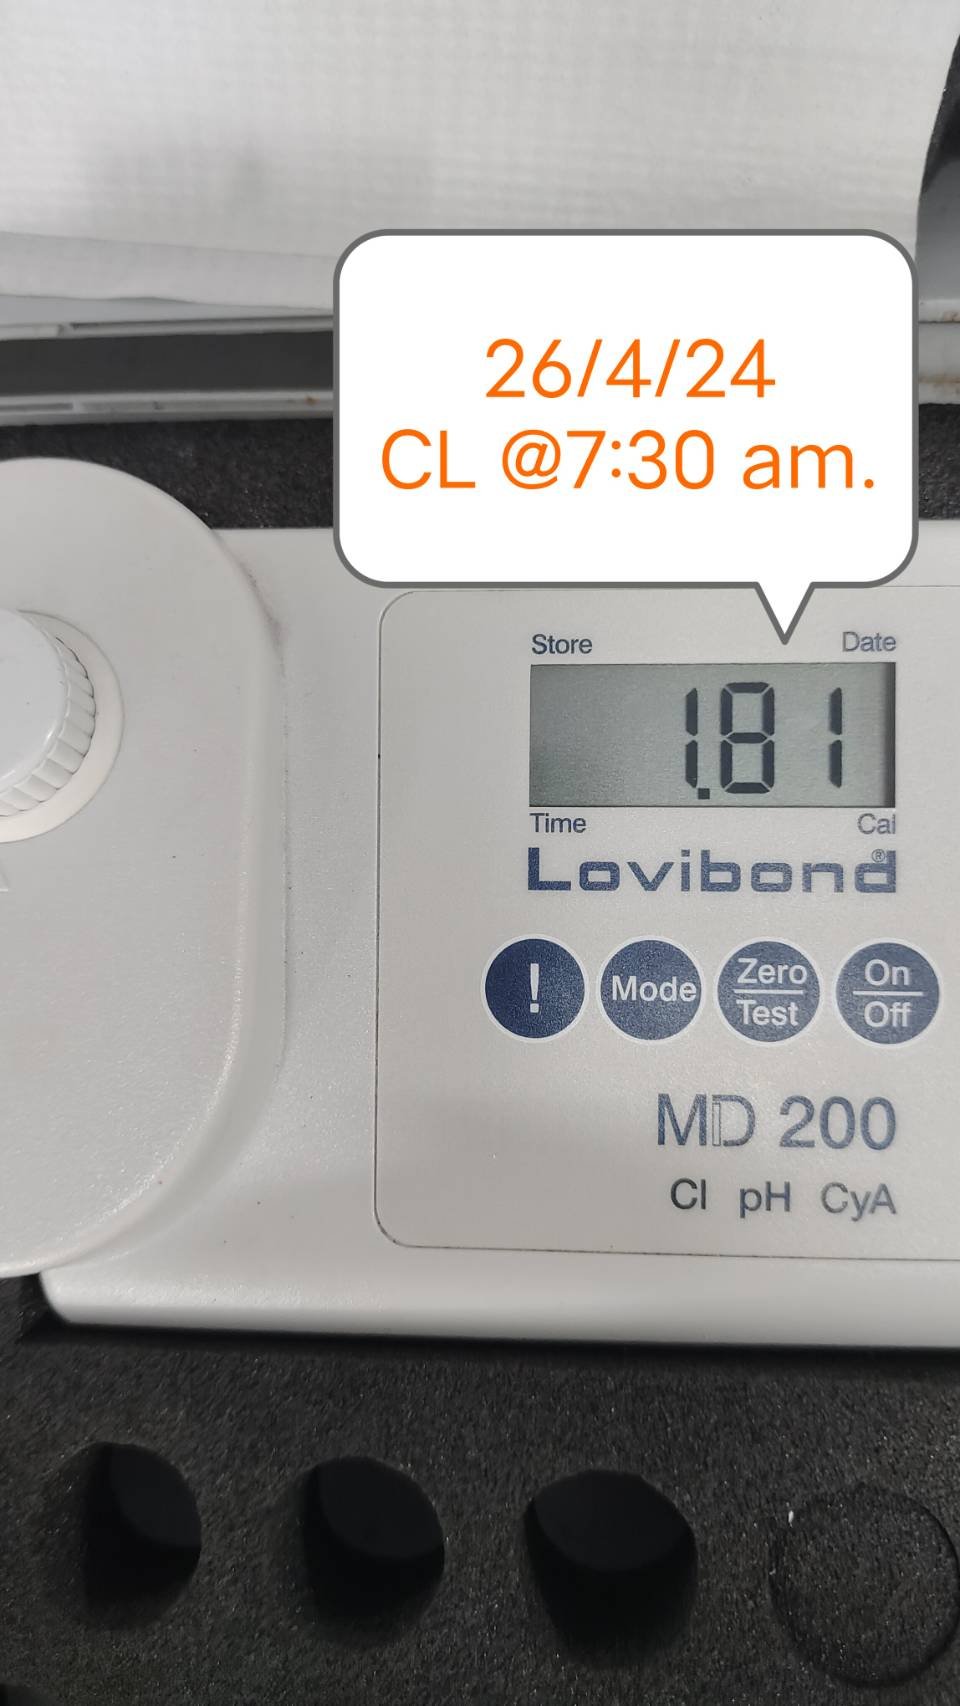 26/4/24
CL @7:30 am.
Store Date
1.81
Time Cal
Lovibond®
! Mode Zero Test On Off
MD 200
Cl pH CyA